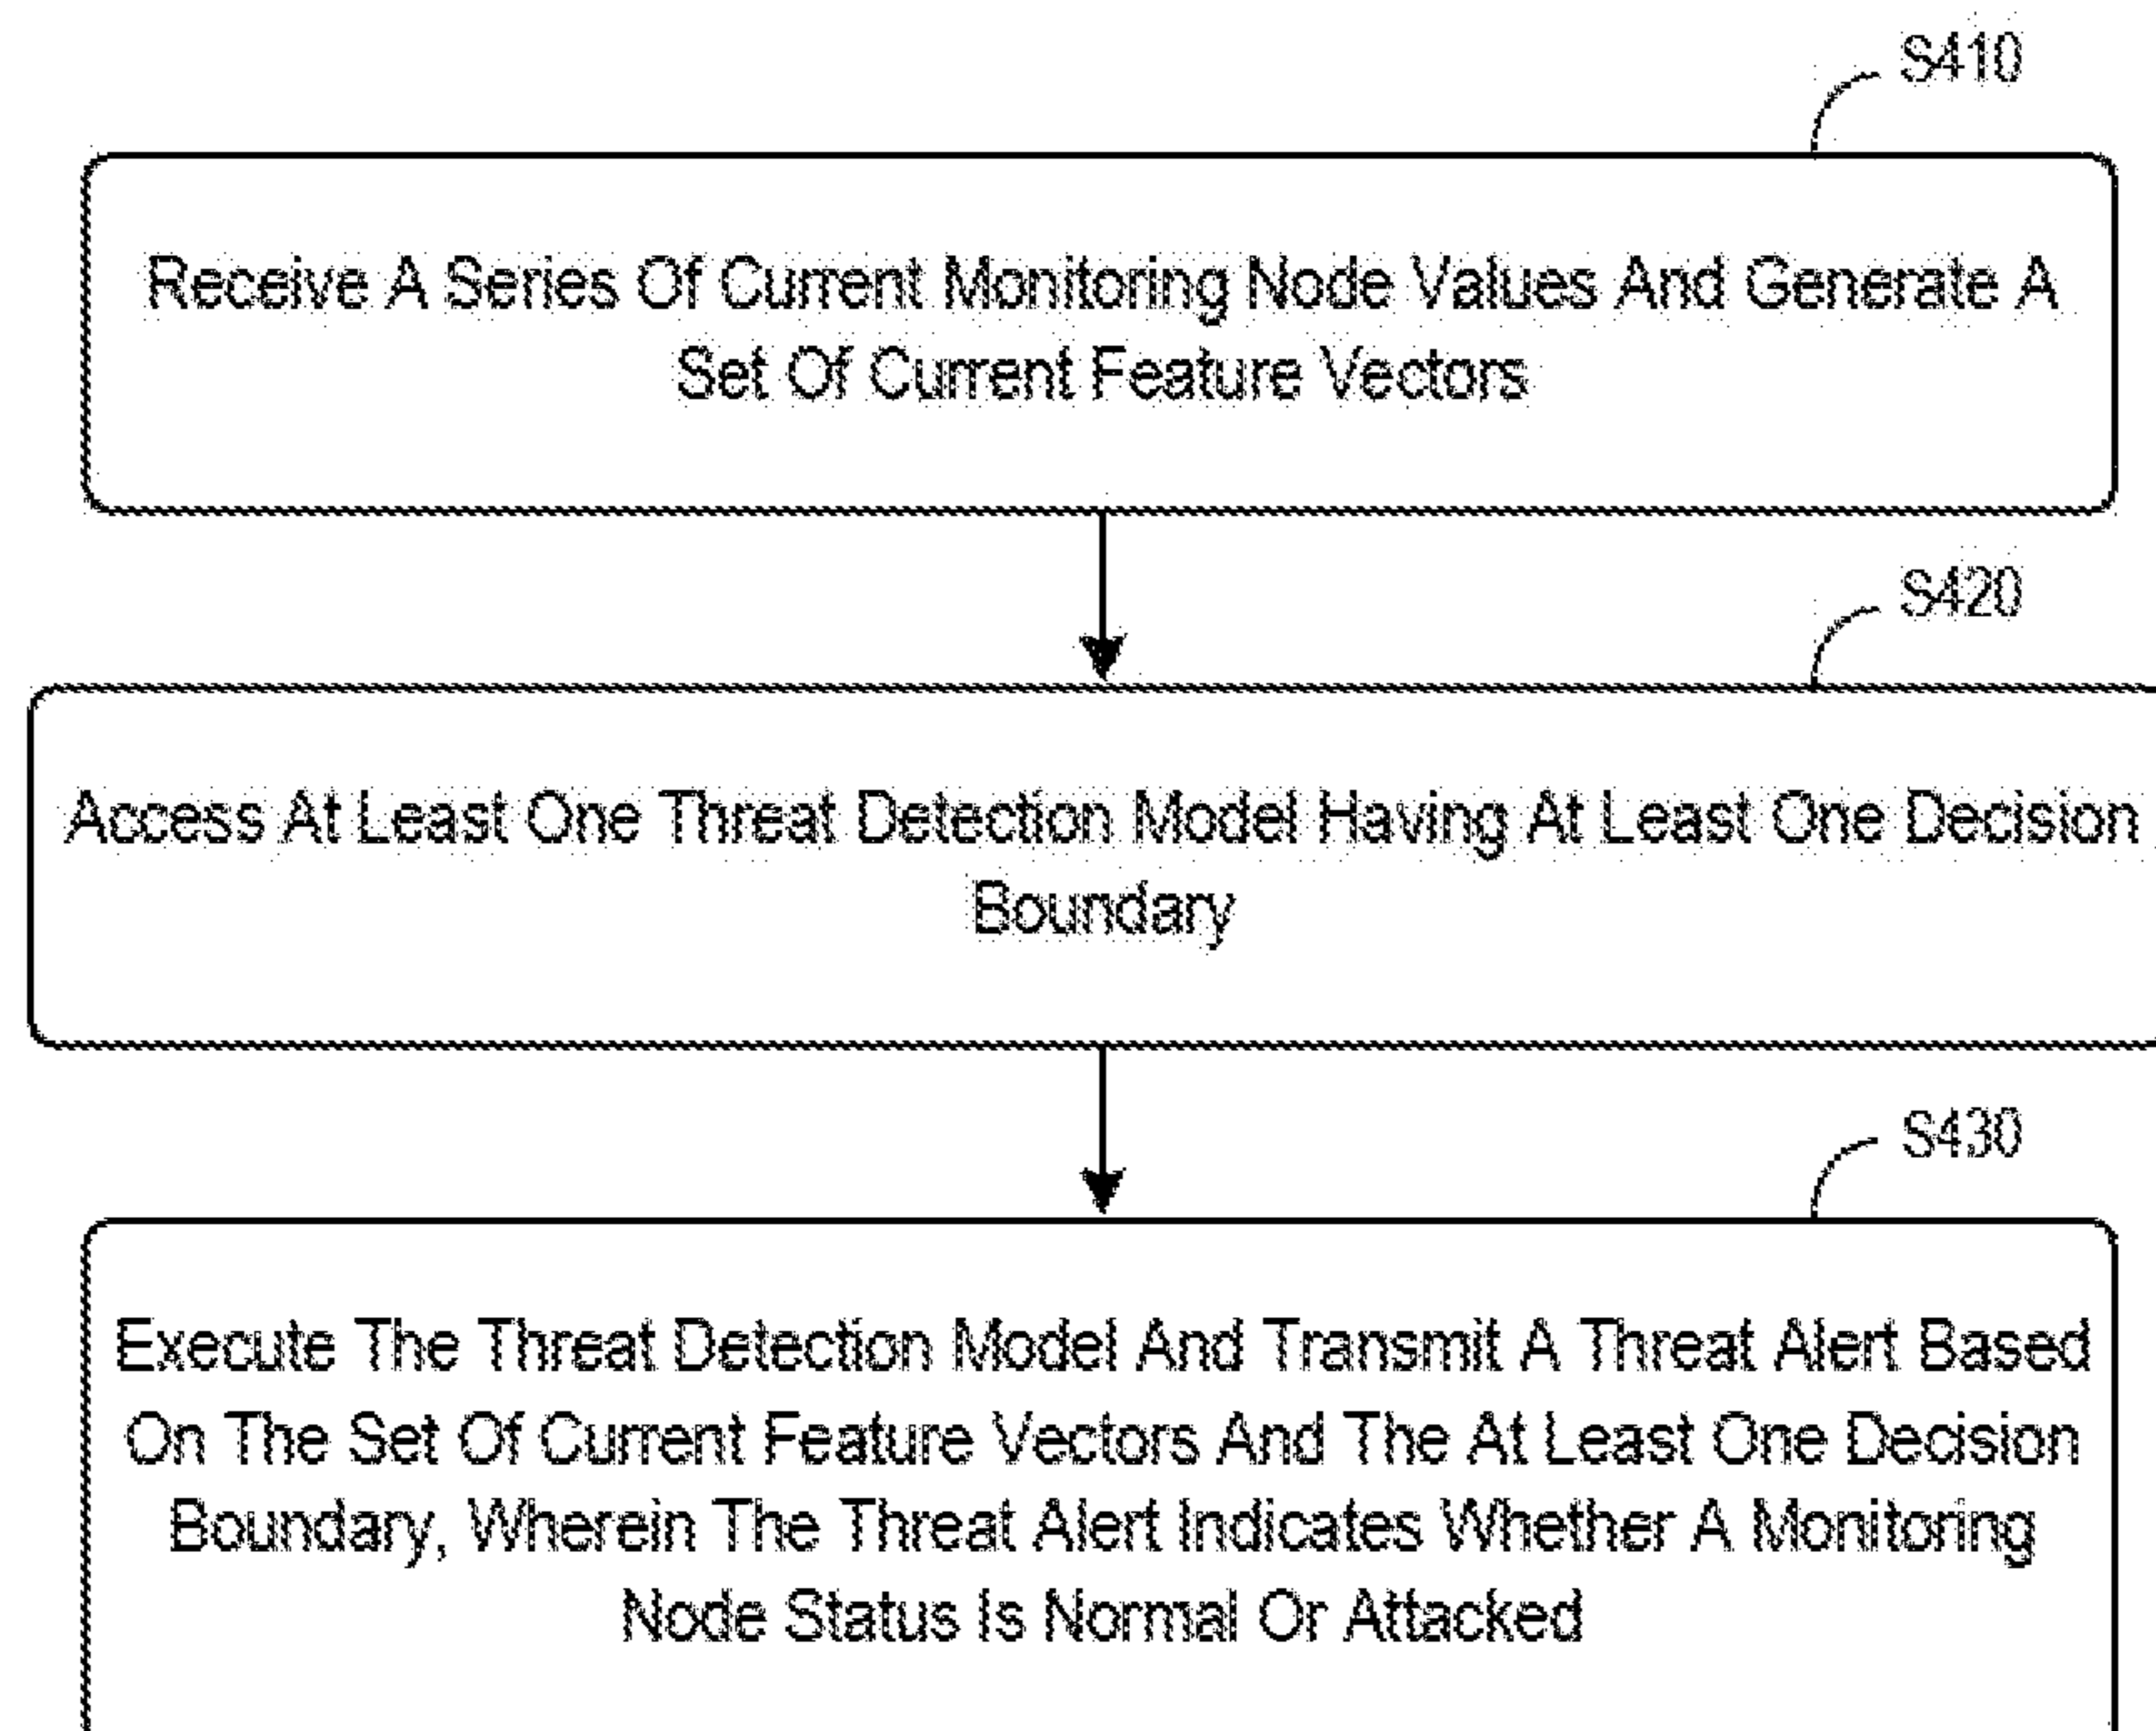 S410
Receive A Series Of Current Monitoring Node Values And Generate A
Set Of Current Feature Vectors
S420
Access At Least One Threat Detection Model Having At Least One Decision
Boundary
S430
Execute The Threat Detection Model And Transmit A Threat Alert Based
On The Set Of Current Feature Vectors And The At Least One Decision
Boundary, Wherein The Threat Alert Indicates Whether A Monitoring
Node Status Is Normal Or Attacked